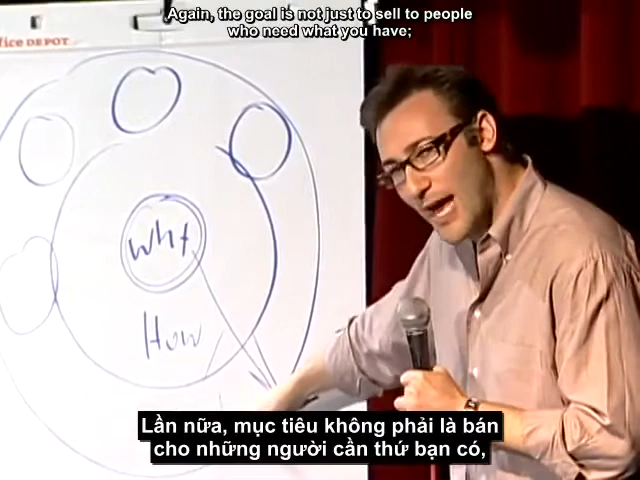 Again, the goal is not just to sell to people
who need what you have;
Office DEPOT
Why
How
Lần nữa, mục tiêu không phải là bán
cho những người cần thứ bạn có,